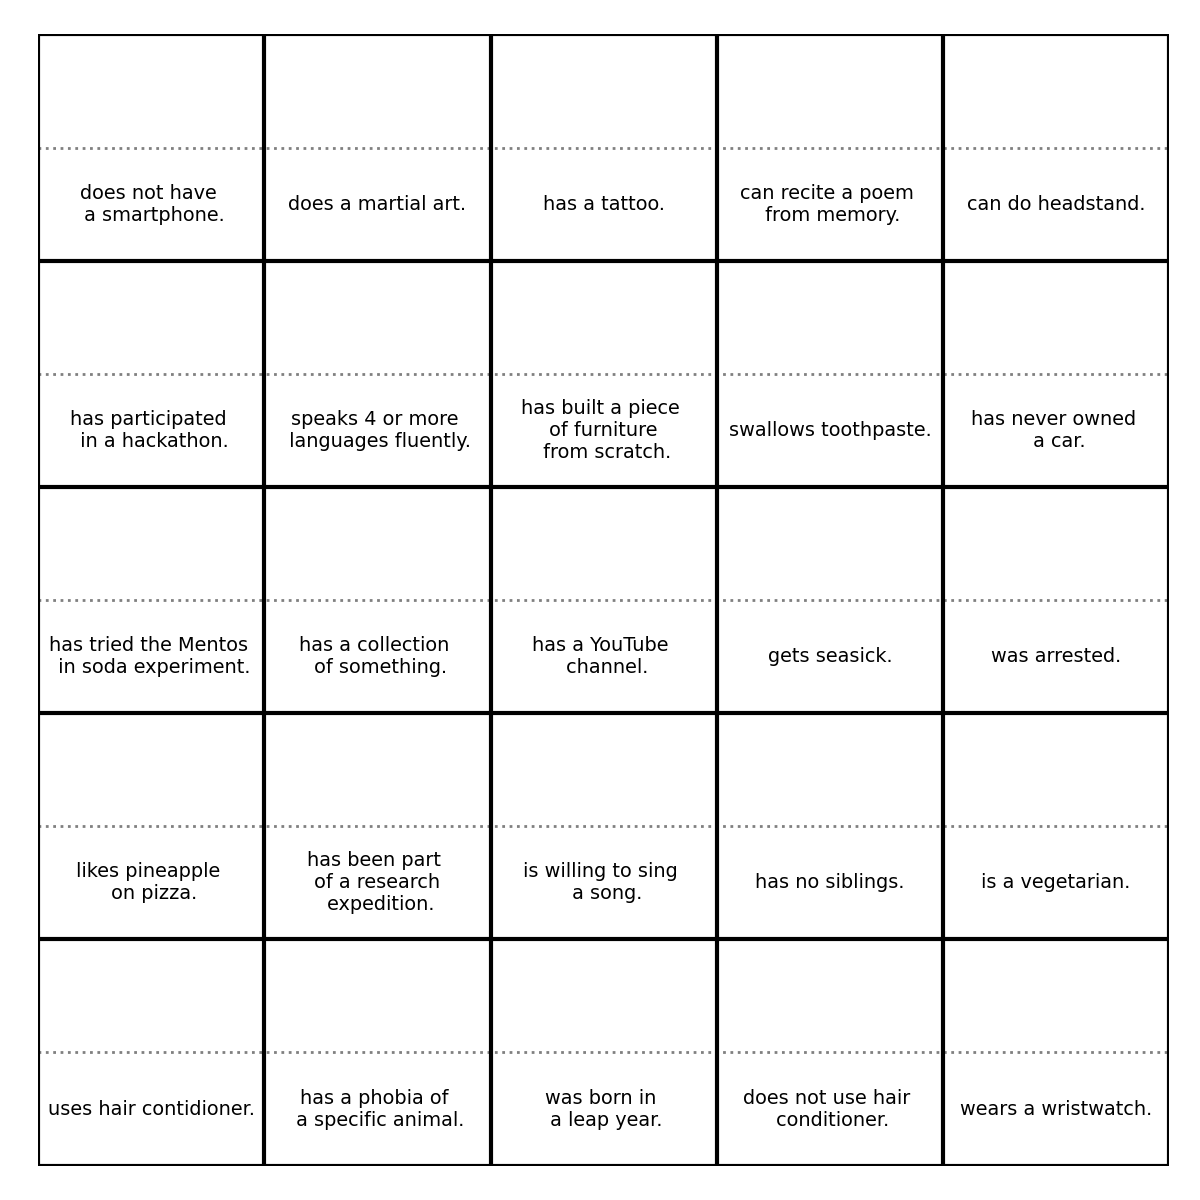 does not have
a smartphone.
does a martial art.
has a tattoo.
can recite a poem
from memory.
can do headstand.
has participated
in a hackathon.
speaks 4 or more
languages fluently.
has built a piece
of furniture
from scratch.
swallows toothpaste.
has never owned
a car.
has tried the Mentos
in soda experiment.
has a collection
of something.
has a YouTube
channel.
gets seasick.
was arrested.
likes pineapple
on pizza.
has been part
of a research
expedition.
is willing to sing
a song.
has no siblings.
is a vegetarian.
uses hair contidioner.
has a phobia of
a specific animal.
was born in
a leap year.
does not use hair
conditioner.
wears a wristwatch.